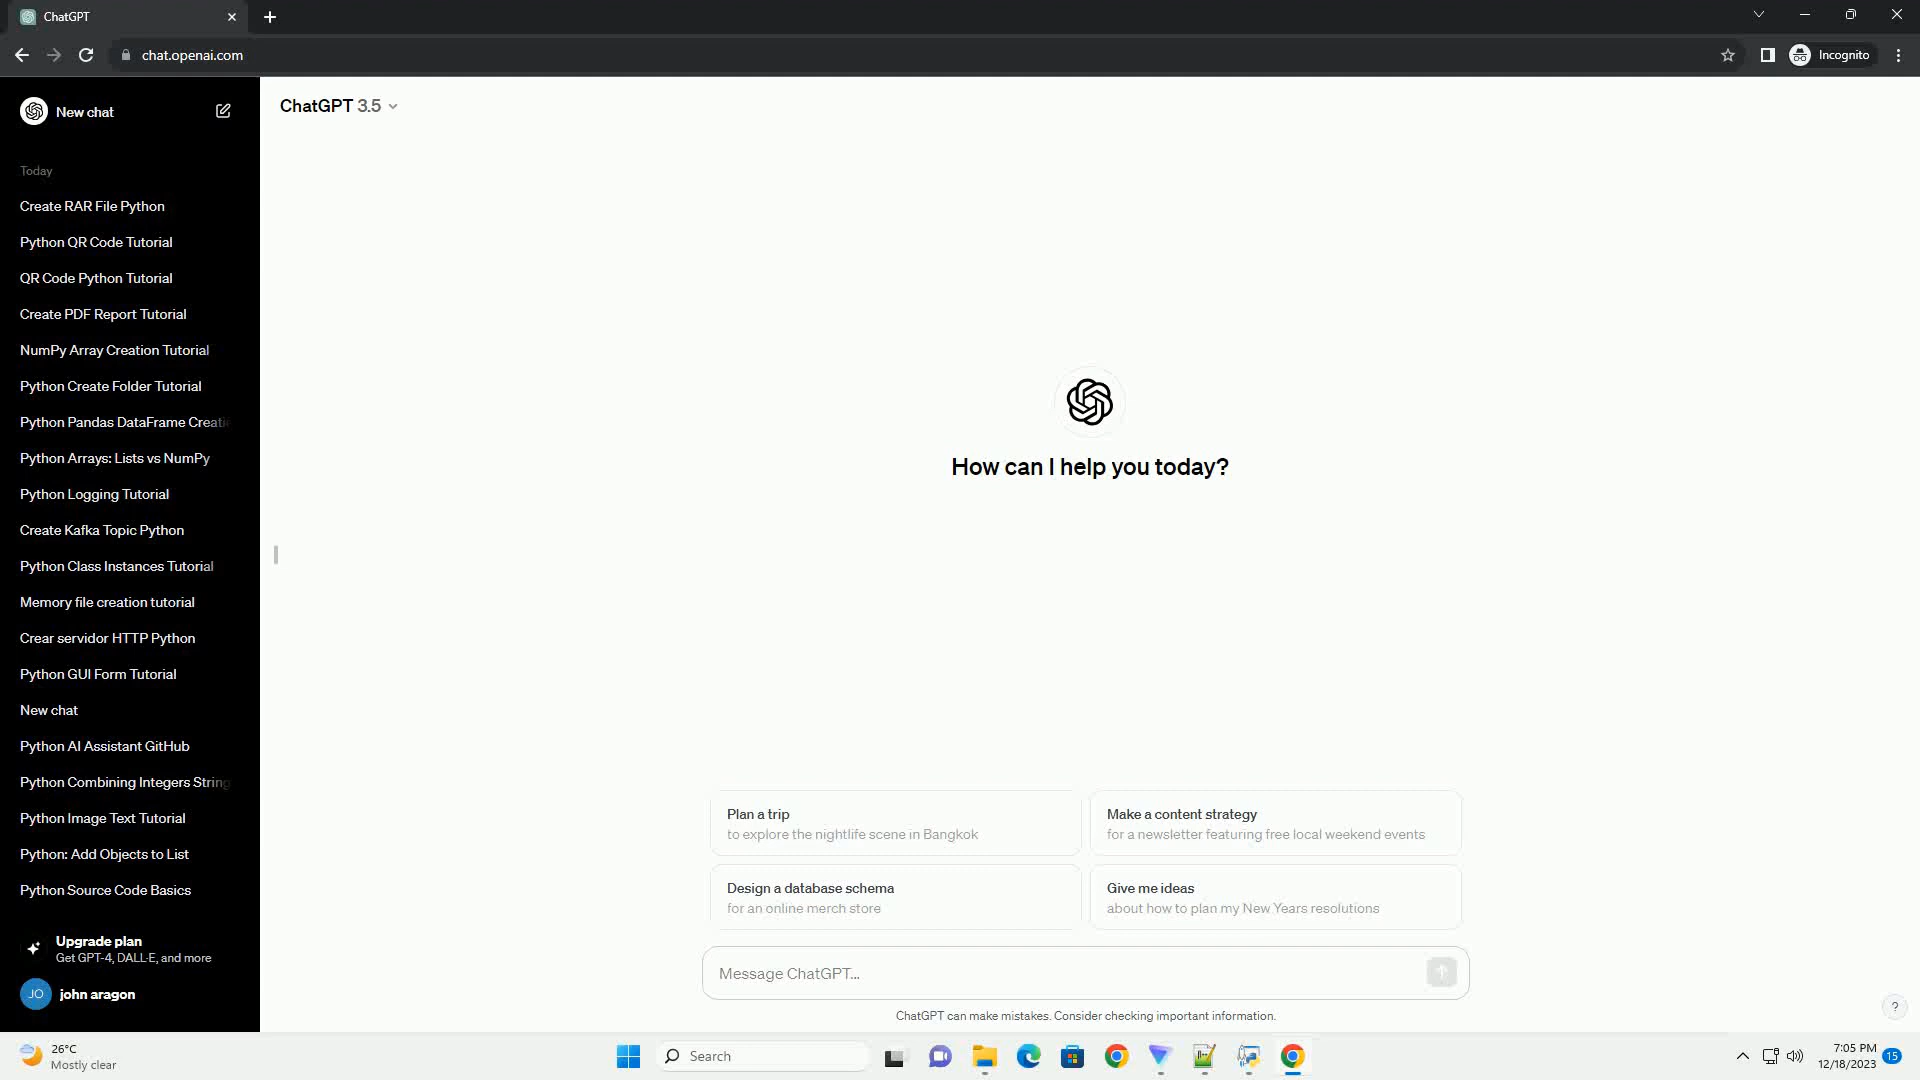 ChatGPT
chat.openai.com
Incognito
New chat
ChatGPT 3.5
Today
Create RAR File Python
Python QR Code Tutorial
QR Code Python Tutorial
Create PDF Report Tutorial
NumPy Array Creation Tutorial
Python Create Folder Tutorial
Python Pandas DataFrame Creati
Python Arrays: Lists vs NumPy
Python Logging Tutorial
Create Kafka Topic Python
Python Class Instances Tutorial
Memory file creation tutorial
Crear servidor HTTP Python
Python GUI Form Tutorial
New chat
Python AI Assistant GitHub
Python Combining Integers String
Python Image Text Tutorial
Python: Add Objects to List
Python Source Code Basics
Upgrade plan
Get GPT-4, DALL·E, and more
JO john aragon
How can I help you today?
Plan a trip
to explore the nightlife scene in Bangkok
Make a content strategy
for a newsletter featuring free local weekend events
Design a database schema
for an online merch store
Give me ideas
about how to plan my New Years resolutions
Message ChatGPT...
ChatGPT can make mistakes. Consider checking important information.
?
26°C
Mostly clear
Search
7:05 PM
12/18/2023
15